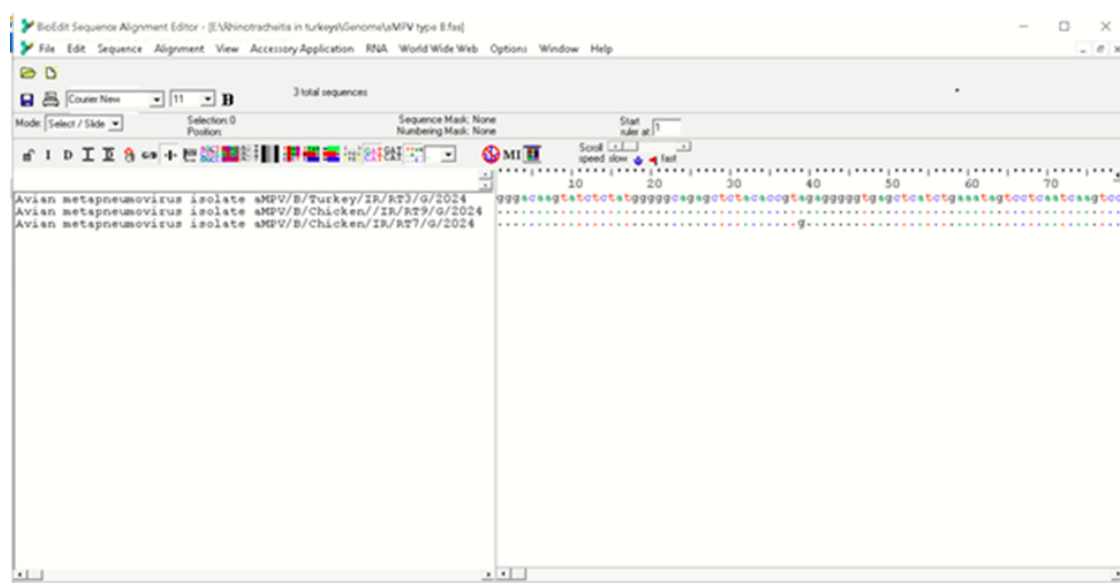 BioEdit Sequence Alignment Editor - [E:\Rhinotracheitis in turkeys\Genome\aMPV type B.fas]
File Edit Sequence Alignment View Accessory Application RNA World Wide Web Options Window Help
Courier New 11 B 3 total sequences
Mode: Select / Slide Selection: 0 Position: Sequence Mask: None Numbering Mask: None Start ruler at: 1
I D MI Scroll speed slow fast
10 20 30 40 50 60 70
Avian metapneumovirus isolate aMPV/B/Turkey/IR/RT3/G/2024 gggacaagtatctctatgggggcagagctctacaccgtagagggggtgagctcatctgaaatagtcctcaatcaagtcc
Avian metapneumovirus isolate aMPV/B/Chicken//IR/RT9/G/2024
Avian metapneumovirus isolate aMPV/B/Chicken/IR/RT7/G/2024 g